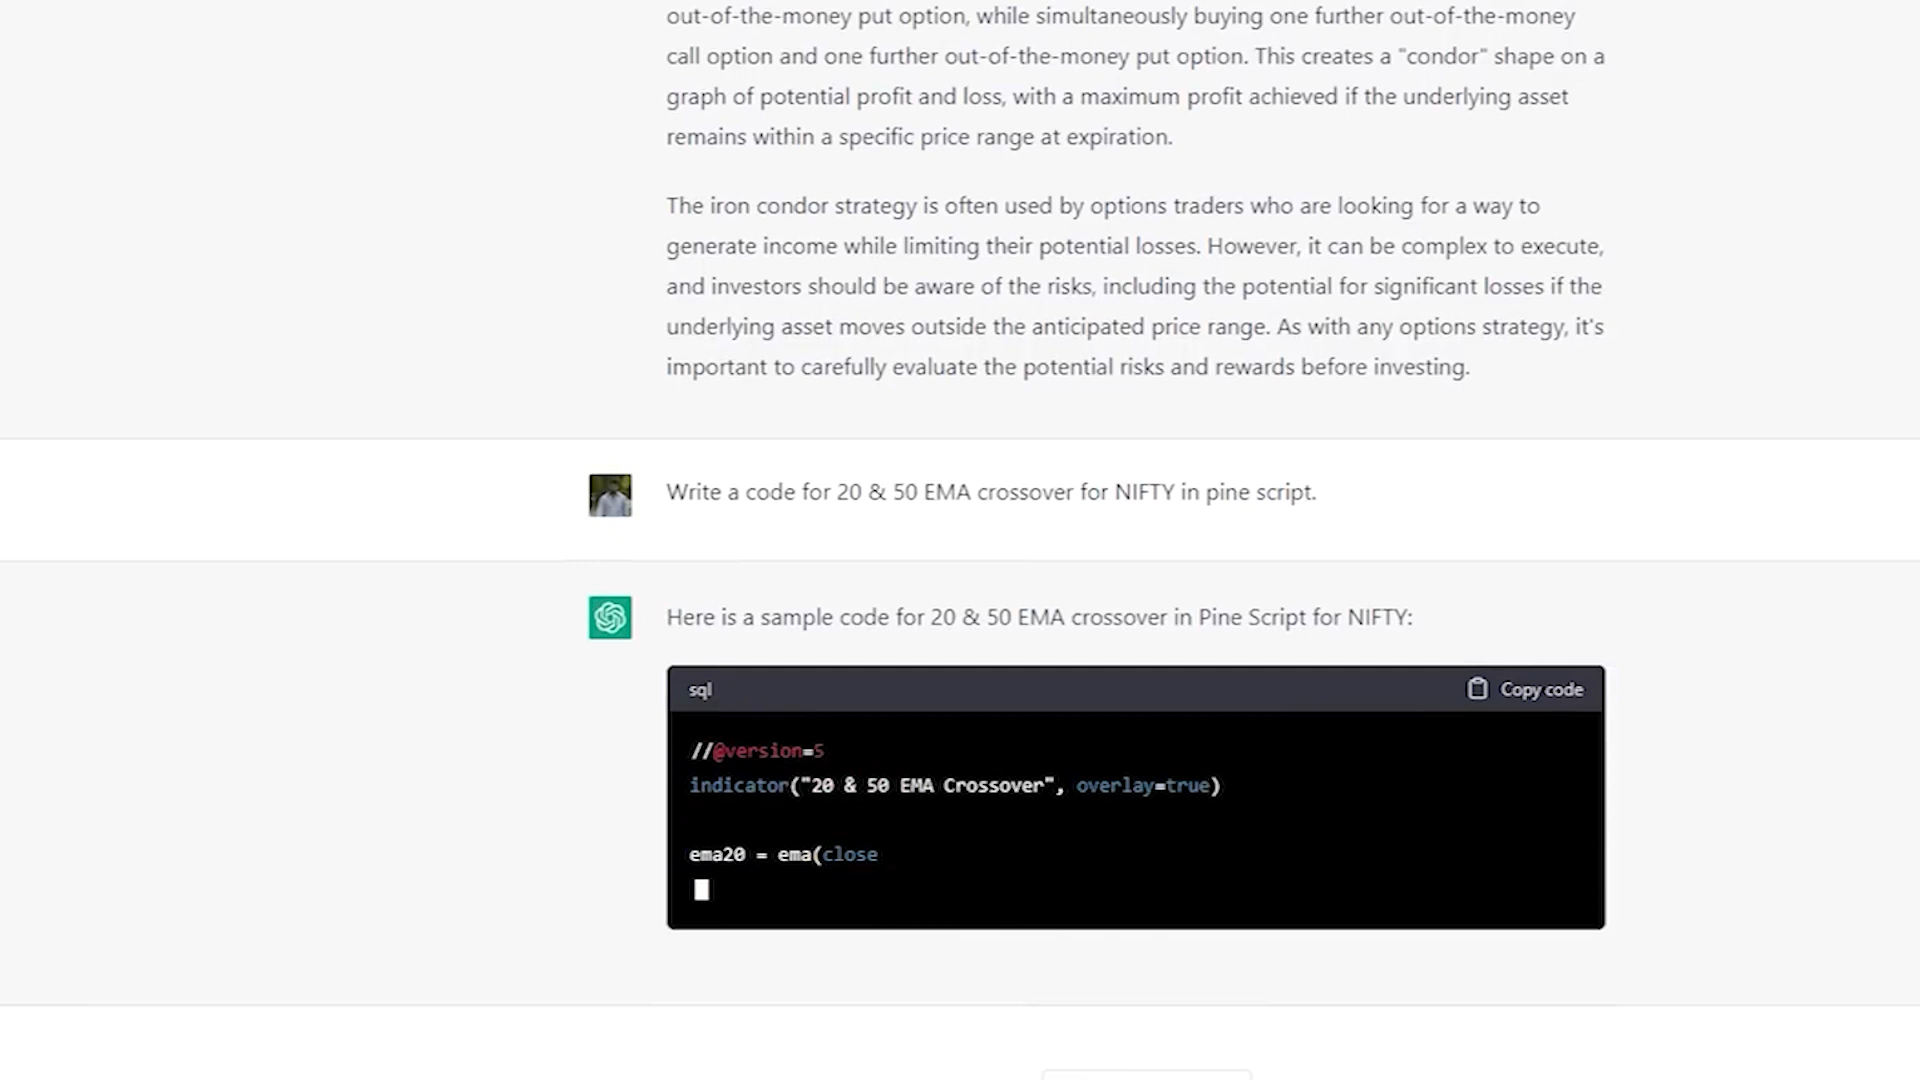 out-of-the-money put option, while simultaneously buying one further out-of-the-money
call option and one further out-of-the-money put option. This creates a "condor" shape on a
graph of potential profit and loss, with a maximum profit achieved if the underlying asset
remains within a specific price range at expiration.
The iron condor strategy is often used by options traders who are looking for a way to
generate income while limiting their potential losses. However, it can be complex to execute,
and investors should be aware of the risks, including the potential for significant losses if the
underlying asset moves outside the anticipated price range. As with any options strategy, it's
important to carefully evaluate the potential risks and rewards before investing.
Write a code for 20 & 50 EMA crossover for NIFTY in pine script.
Here is a sample code for 20 & 50 EMA crossover in Pine Script for NIFTY:
sql Copy code
//@version=5
indicator("20 & 50 EMA Crossover", overlay=true)
ema20 = ema(close